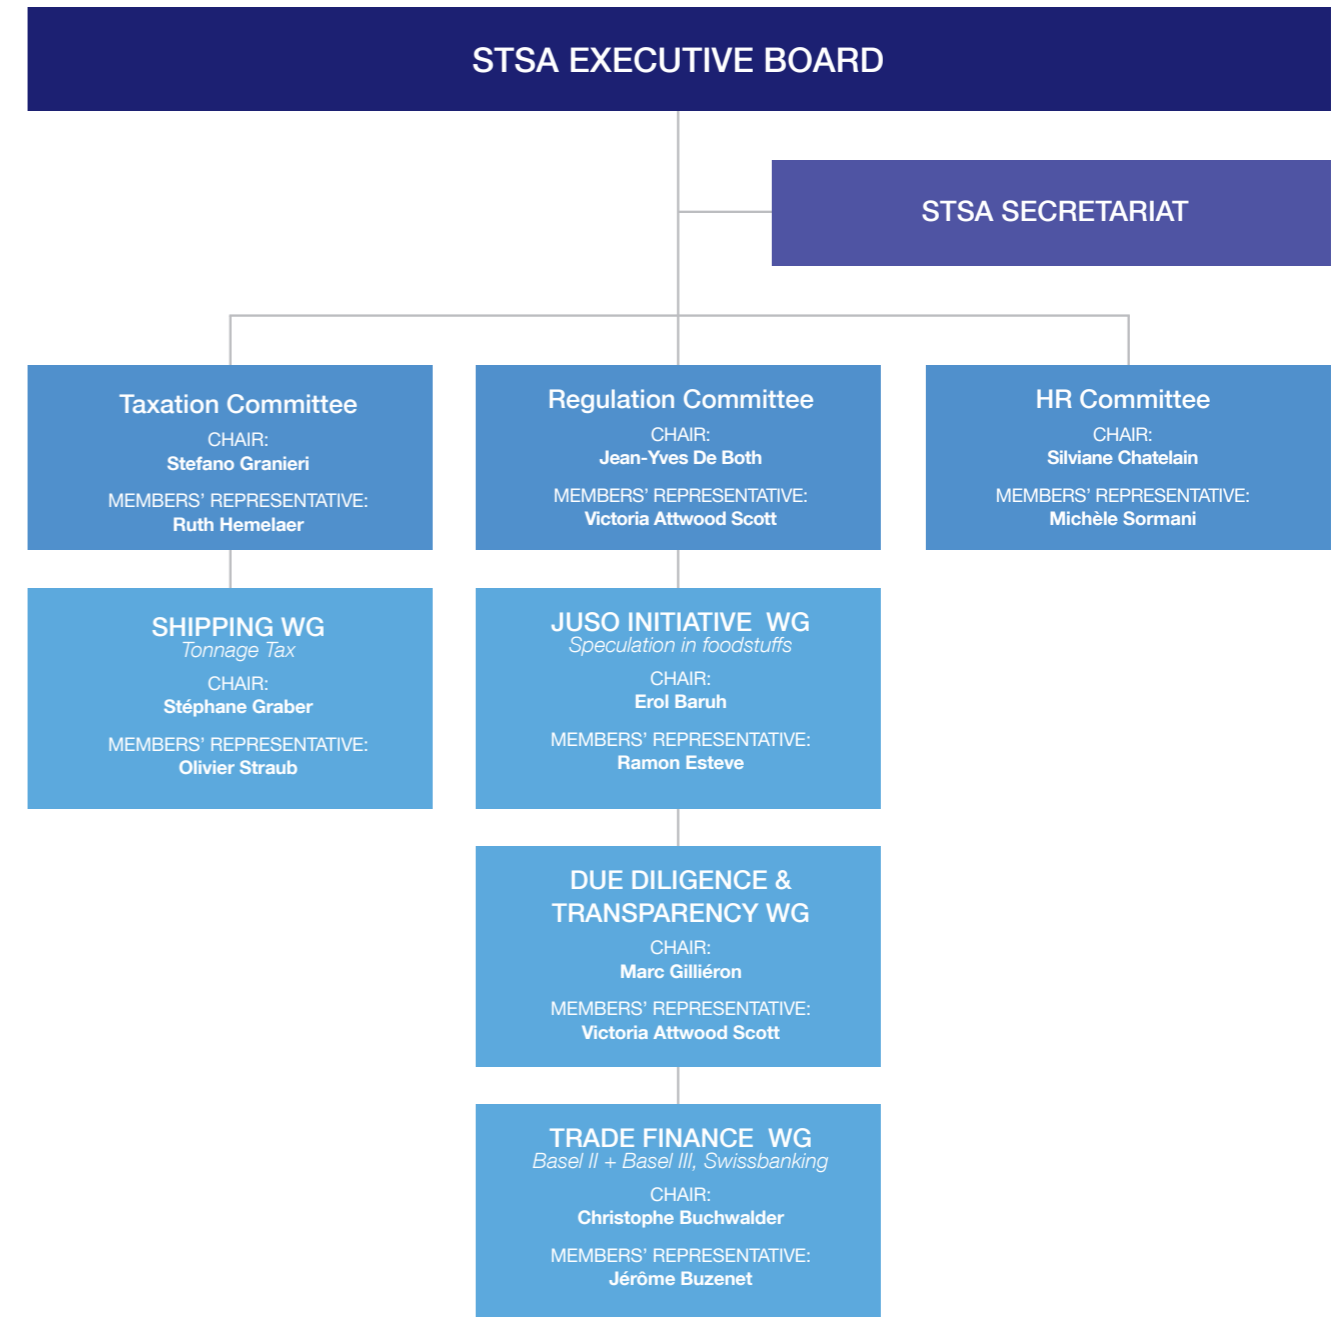 STSA EXECUTIVE BOARD
STSA SECRETARIAT
Taxation Committee
CHAIR:
Stefano Granieri
MEMBERS’ REPRESENTATIVE:
Ruth Hemelaer
Regulation Committee
CHAIR:
Jean-Yves De Both
MEMBERS’ REPRESENTATIVE:
Victoria Attwood Scott
HR Committee
CHAIR:
Silviane Chatelain
MEMBERS’ REPRESENTATIVE:
Michèle Sormani
SHIPPING WG
Tonnage Tax
CHAIR:
Stéphane Graber
MEMBERS’ REPRESENTATIVE:
Olivier Straub
JUSO INITIATIVE WG
Speculation in foodstuffs
CHAIR:
Erol Baruh
MEMBERS’ REPRESENTATIVE:
Ramon Esteve
DUE DILIGENCE &
TRANSPARENCY WG
CHAIR:
Marc Gilliéron
MEMBERS’ REPRESENTATIVE:
Victoria Attwood Scott
TRADE FINANCE WG
Basel II + Basel III, Swissbanking
CHAIR:
Christophe Buchwalder
MEMBERS’ REPRESENTATIVE:
Jérôme Buzenet